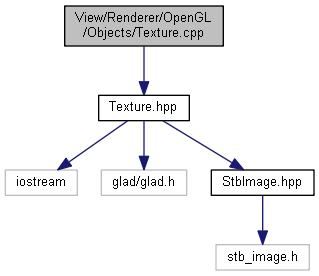 View/Renderer/OpenGL
/Objects/Texture.cpp
Texture.hpp
iostream
glad/glad.h
StbImage.hpp
stb_image.h